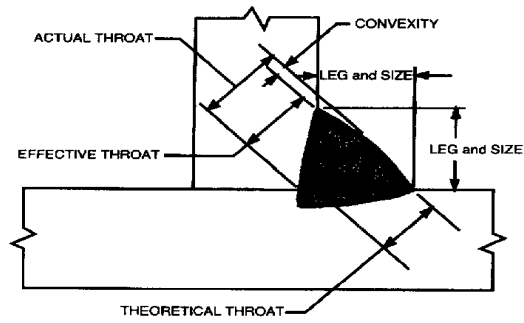 CONVEXITY
ACTUAL THROAT
LEG and SIZE
LEG and SIZE
EFFECTIVE THROAT
THEORETICAL THROAT